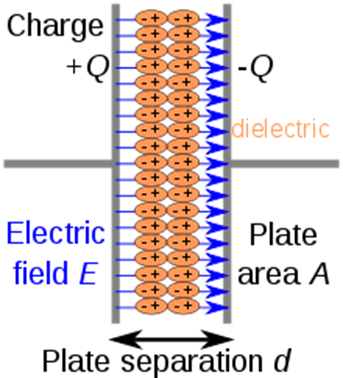 Charge
+Q
-Q
dielectric
Electric
field E
Plate
area A
Plate separation d